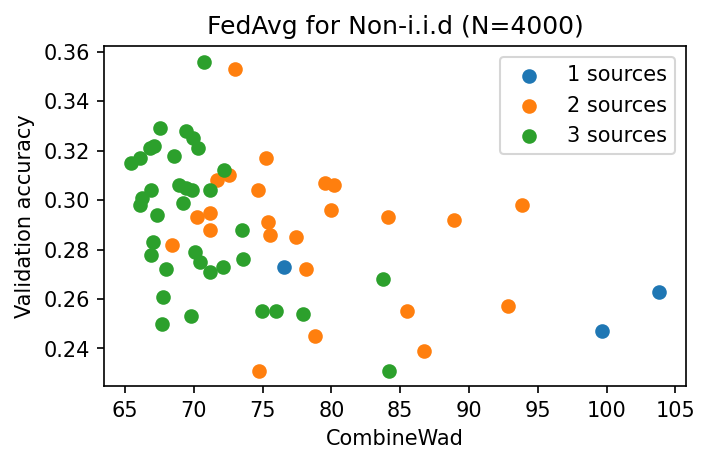 FedAvg for Non-i.i.d (N=4000)
0.36
0.34
0.32
0.30
0.28
0.26
0.24
Validation accuracy
1 sources
2 sources
3 sources
65 70 75 80 85 90 95 100 105
CombineWad